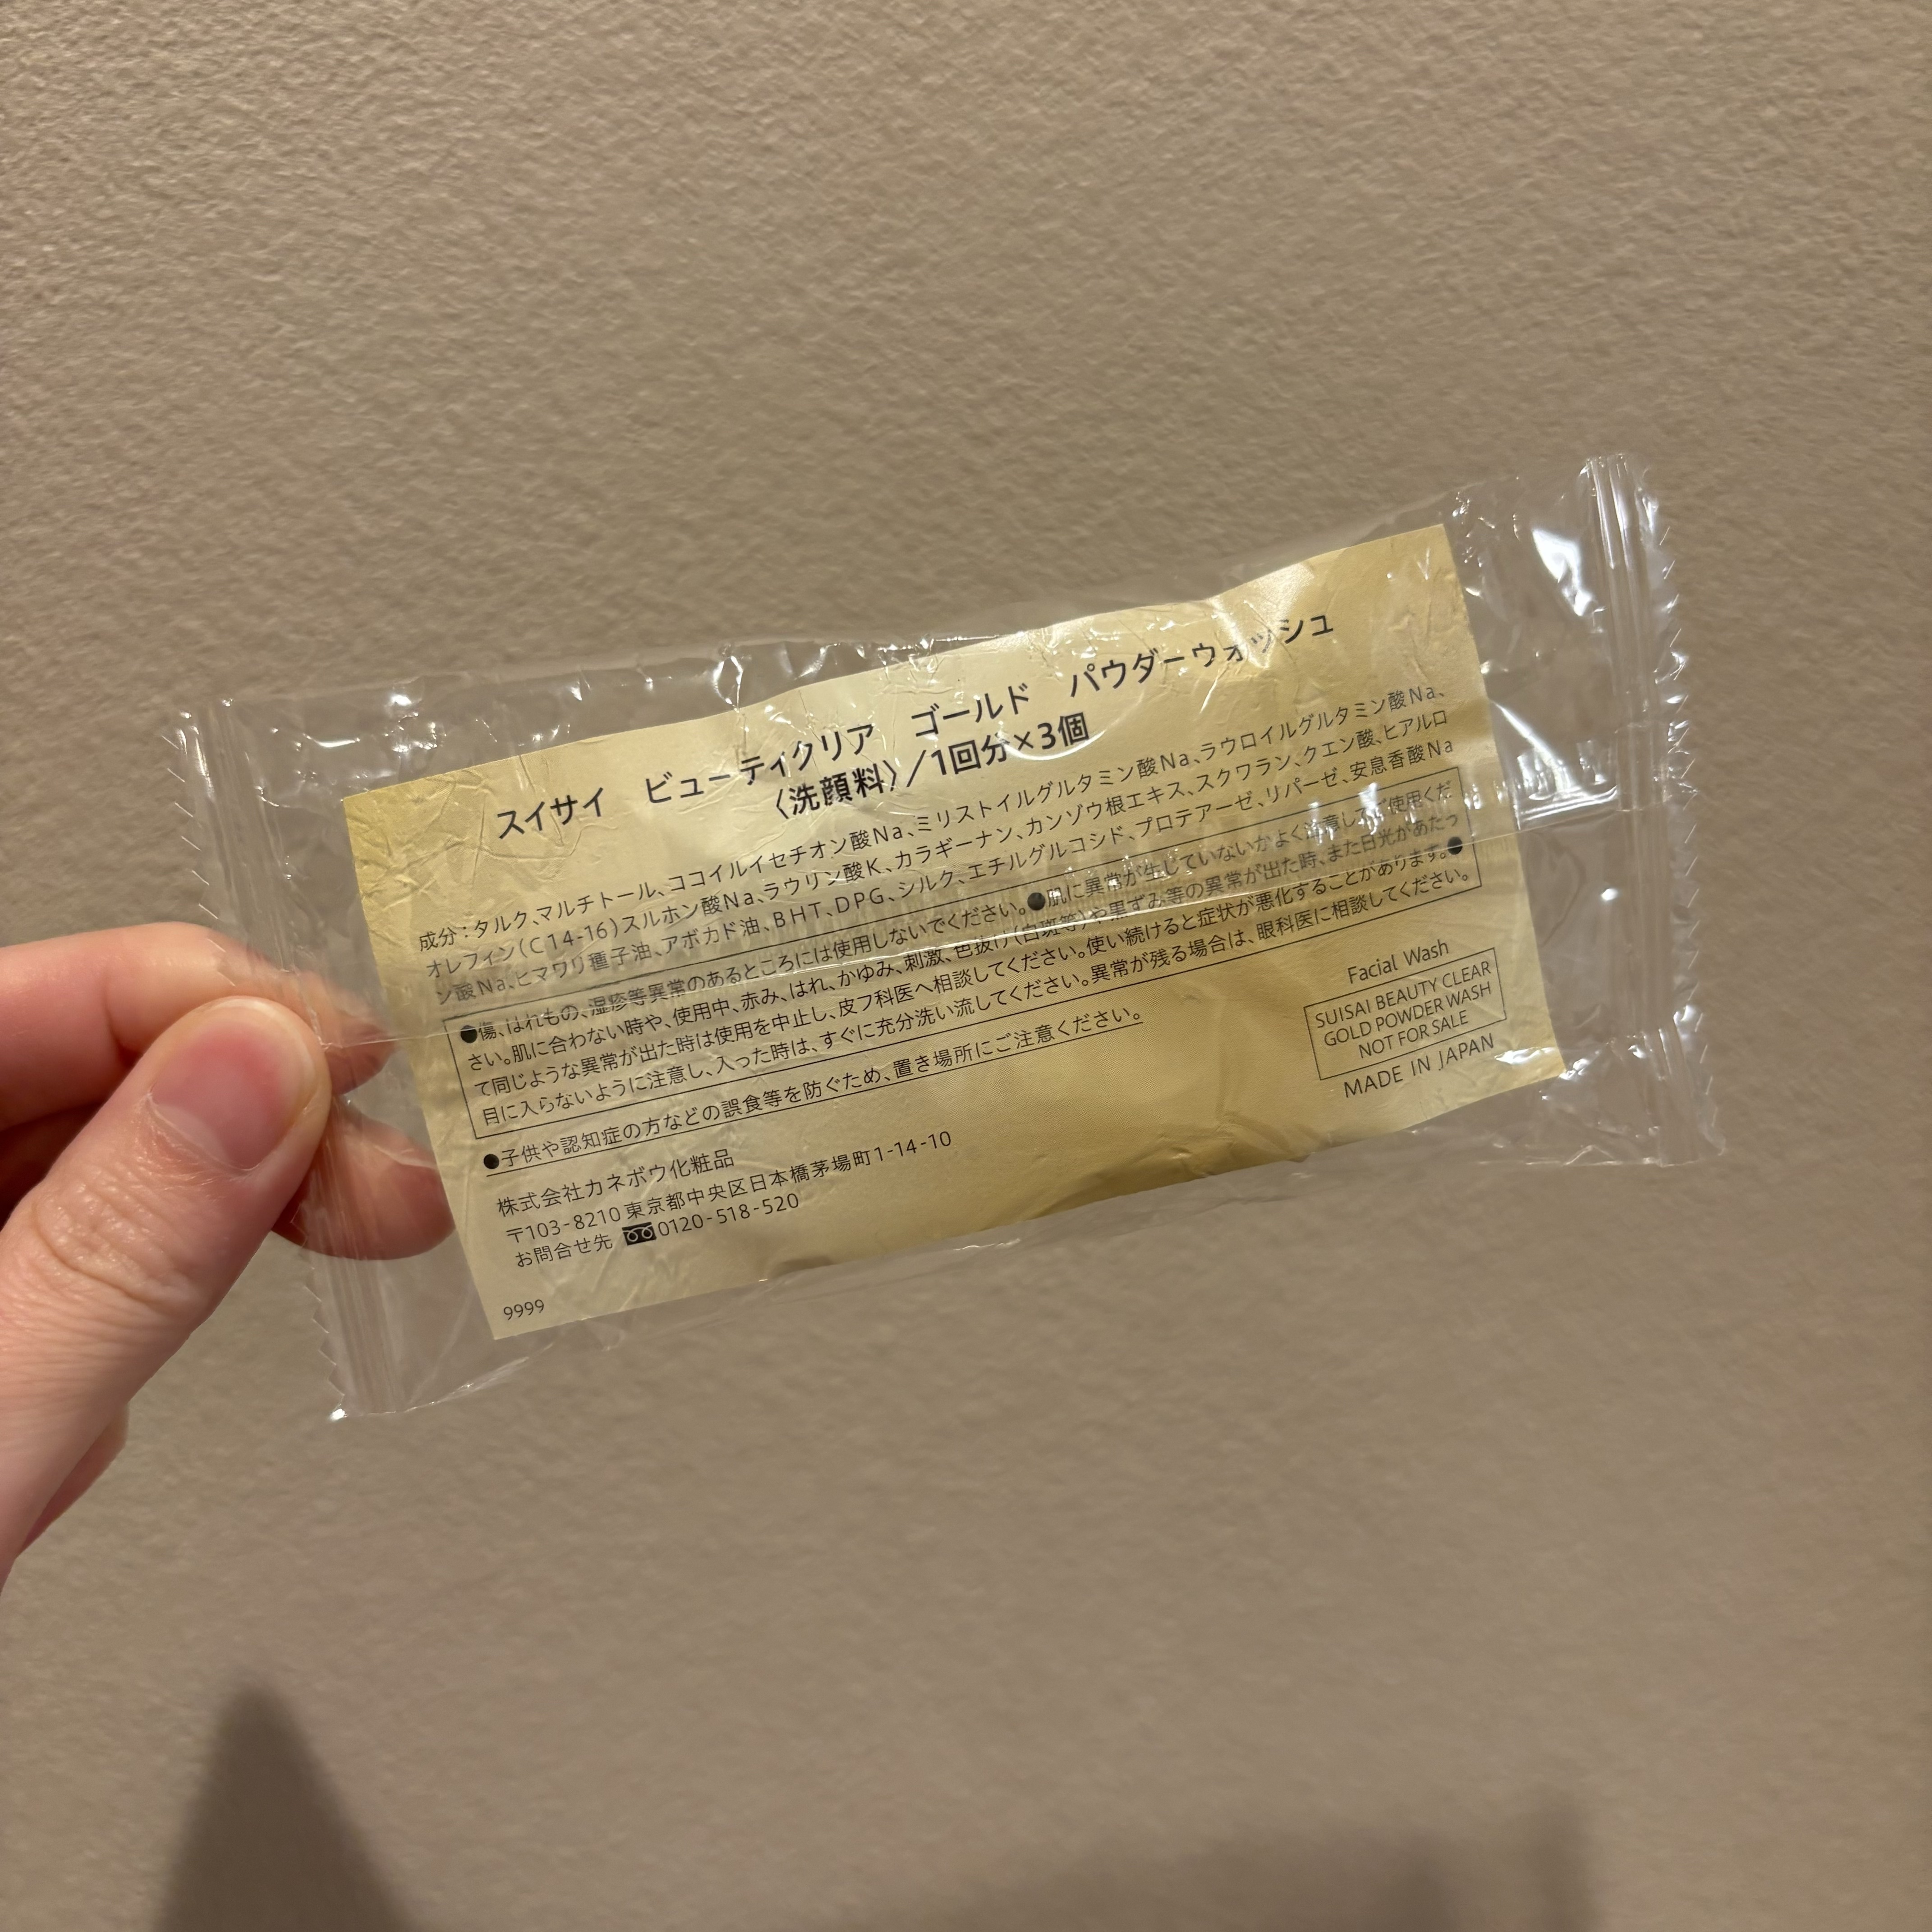 スイサイ　ビューティクリア　ゴールド　パウダーウォッシュ
〈洗顔料〉／1回分×3個
成分：タルク、マルチトール、ココイルイセチオン酸Na、ミリストイルグルタミン酸Na、ラウロイルグルタミン酸Na、
オレフィン(C14-16)スルホン酸Na、ラウリン酸K、カラギーナン、カンゾウ根エキス、スクワラン、クエン酸、ヒアルロ
ン酸Na、ヒマワリ種子油、アボカド油、BHT、DPG、シルク、エチルグルコシド、プロテアーゼ、リパーゼ、安息香酸Na
●傷、はれもの、湿疹等異常のあるところには使用しないでください。●肌に異常が生じていないかよく注意してご使用くだ
さい。肌に合わない時や、使用中、赤み、はれ、かゆみ、刺激、色抜け(白斑等)や黒ずみ等の異常が出た時、また日光があたっ
て同じような異常が出た時は使用を中止し、皮フ科医へ相談してください。使い続けると症状が悪化することがあります。●
目に入らないように注意し、入った時は、すぐに充分洗い流してください。異常が残る場合は、眼科医に相談してください。
●子供や認知症の方などの誤食等を防ぐため、置き場所にご注意ください。
株式会社カネボウ化粧品
〒103-8210 東京都中央区日本橋茅場町1-14-10
お問合せ先 0120-518-520
9999
Facial Wash
SUISAI BEAUTY CLEAR
GOLD POWDER WASH
NOT FOR SALE
MADE IN JAPAN